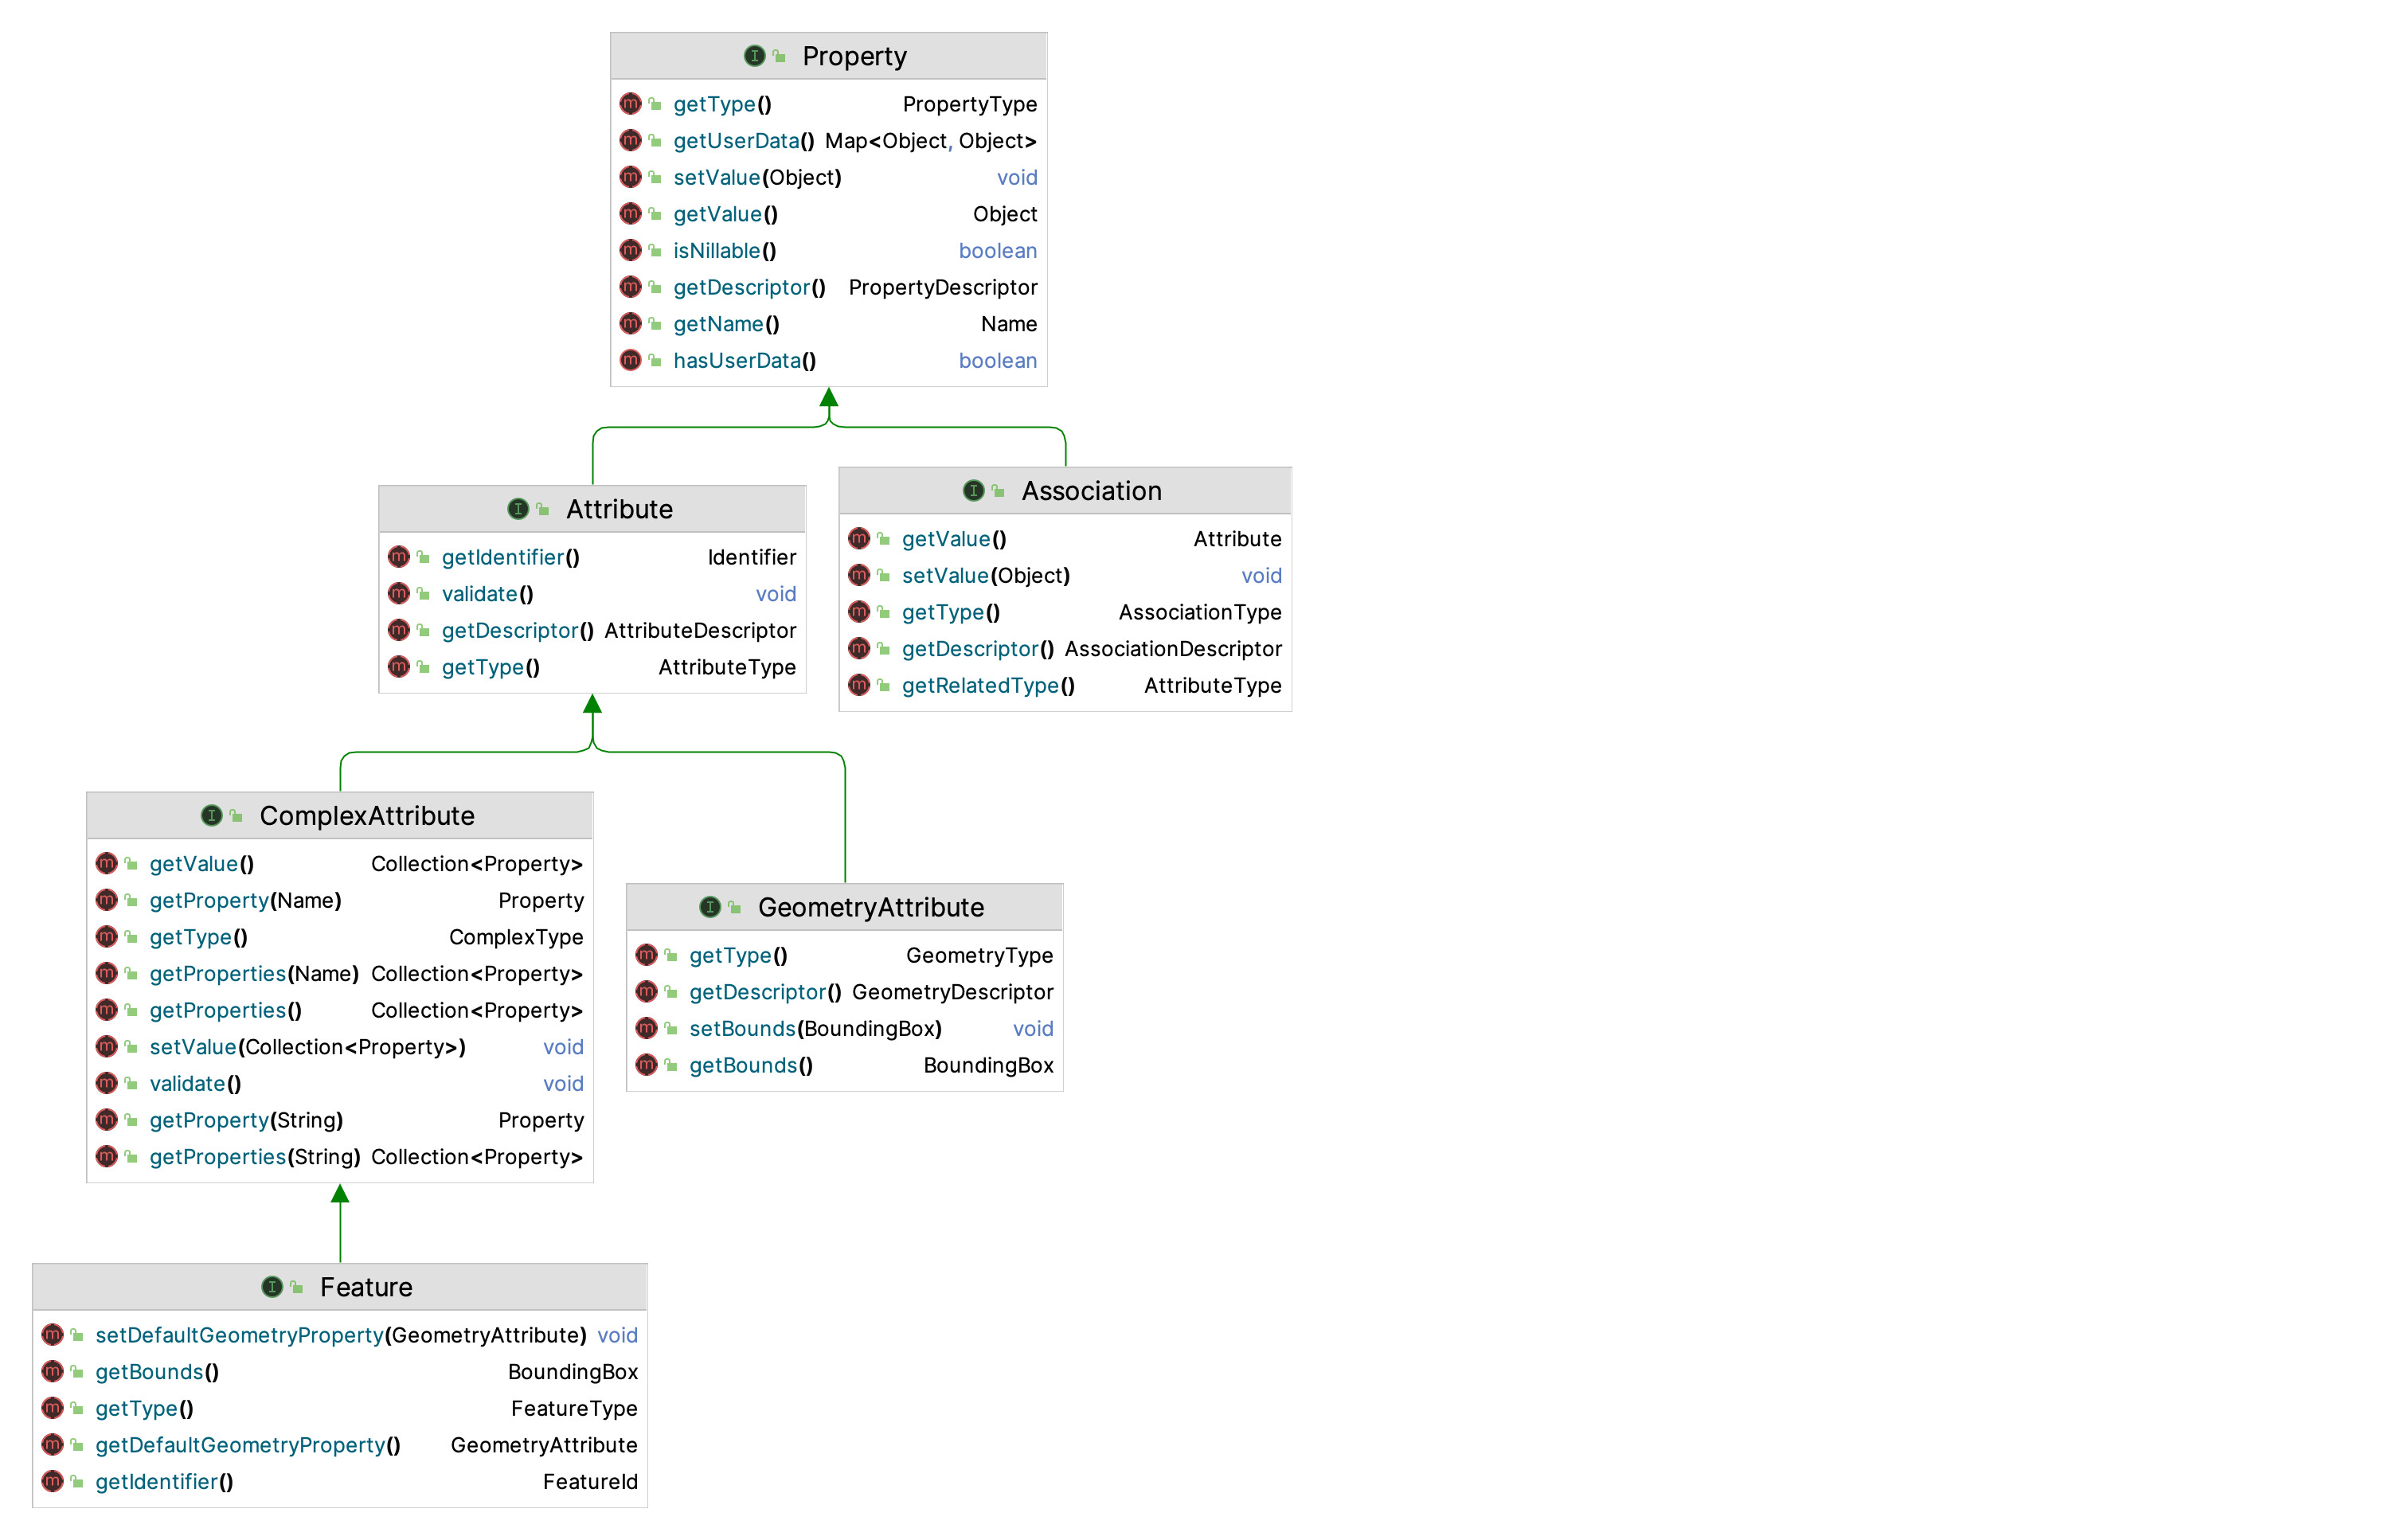 Property
getType() PropertyType
getUserData() Map<Object, Object>
setValue(Object) void
getValue() Object
isNillable() boolean
getDescriptor() PropertyDescriptor
getName() Name
hasUserData() boolean
Attribute
getIdentifier() Identifier
validate() void
getDescriptor() AttributeDescriptor
getType() AttributeType
Association
getValue() Attribute
setValue(Object) void
getType() AssociationType
getDescriptor() AssociationDescriptor
getRelatedType() AttributeType
ComplexAttribute
getValue() Collection<Property>
getProperty(Name) Property
getType() ComplexType
getProperties(Name) Collection<Property>
getProperties() Collection<Property>
setValue(Collection<Property>) void
validate() void
getProperty(String) Property
getProperties(String) Collection<Property>
GeometryAttribute
getType() GeometryType
getDescriptor() GeometryDescriptor
setBounds(BoundingBox) void
getBounds() BoundingBox
Feature
setDefaultGeometryProperty(GeometryAttribute) void
getBounds() BoundingBox
getType() FeatureType
getDefaultGeometryProperty() GeometryAttribute
getIdentifier() FeatureId